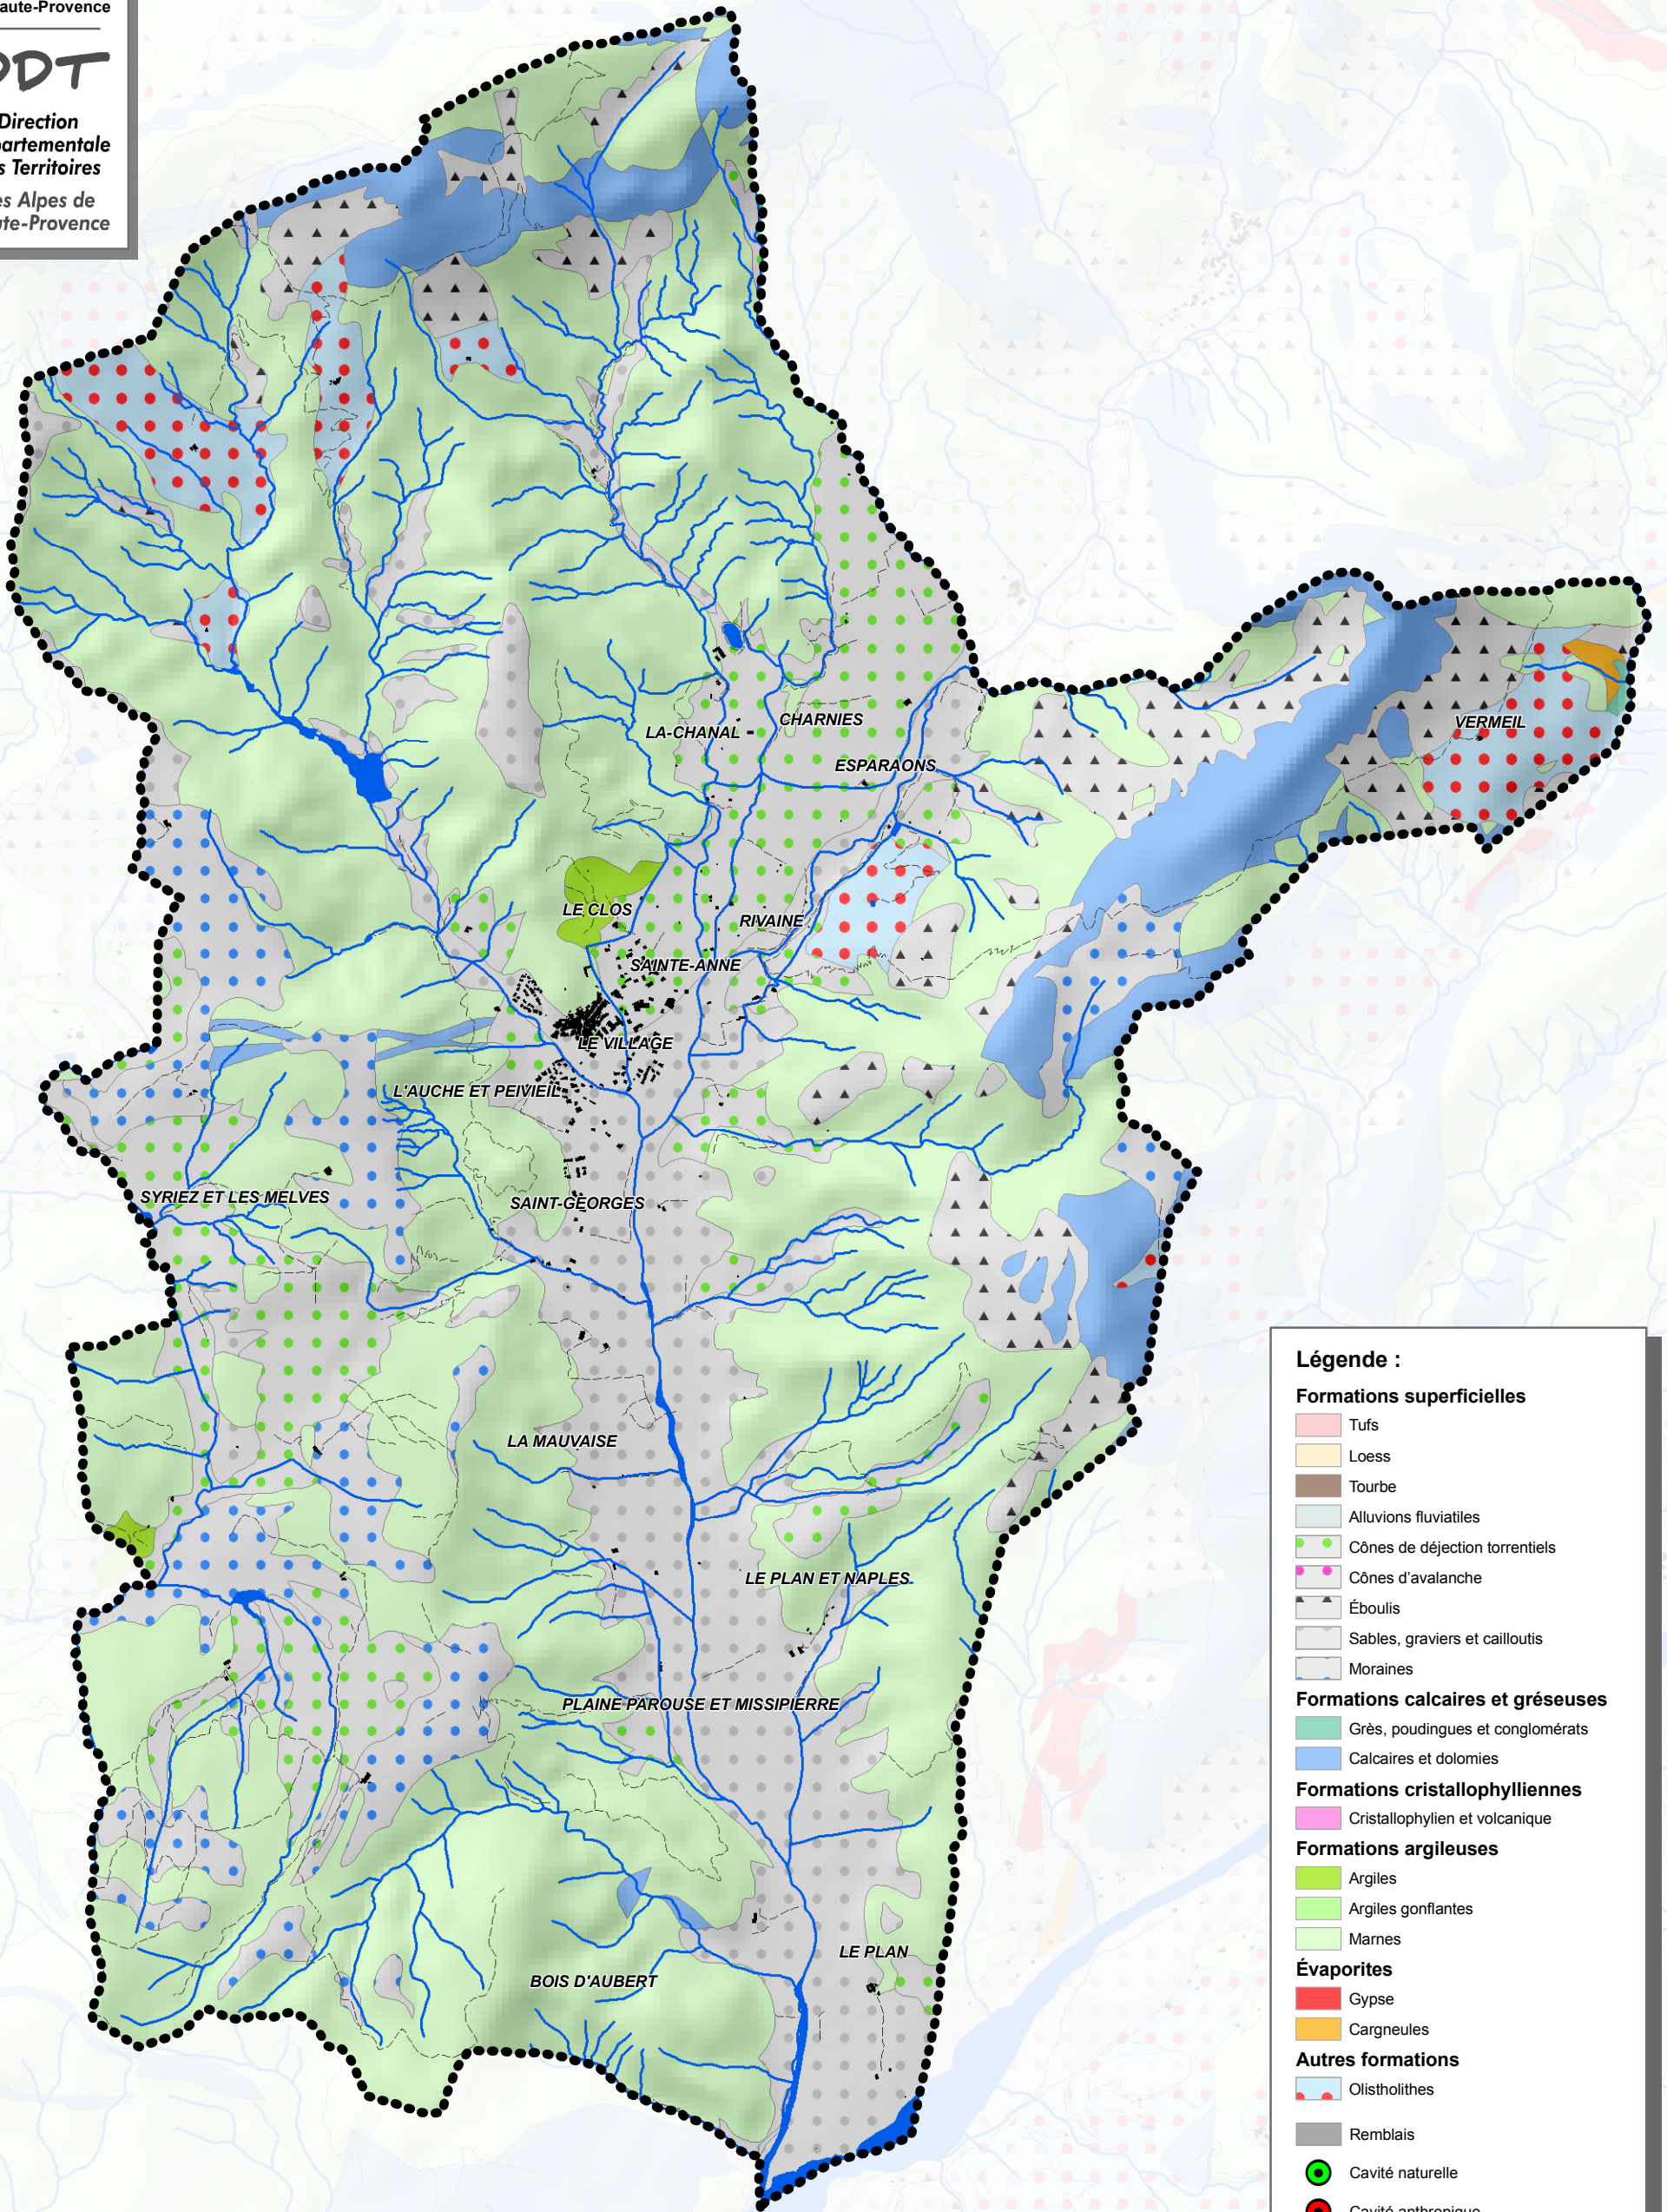 aute-Provence
DDT
Direction
partementale
s Territoires
es Alpes de
ute-Provence
LA-CHANAL
CHARNIES
ESPARAONS
VERMEIL
LE CLOS
RIVAINE
SAINTE-ANNE
LE VILLAGE
L'AUCHE ET PEIVIEIL
SYRIEZ ET LES MELVES
SAINT-GEORGES
LA MAUVAISE
LE PLAN ET NAPLES
PLAINE PAROUSE ET MISSIPIERRE
LE PLAN
BOIS D'AUBERT
Légende :
Formations superficielles
Tufs
Loess
Tourbe
Alluvions fluviatiles
Cônes de déjection torrentiels
Cônes d'avalanche
Éboulis
Sables, graviers et cailloutis
Moraines
Formations calcaires et gréseuses
Grès, poudingues et conglomérats
Calcaires et dolomies
Formations cristallophylliennes
Cristallophylien et volcanique
Formations argileuses
Argiles
Argiles gonflantes
Marnes
Évaporites
Gypse
Cargneules
Autres formations
Olistholithes
Remblais
Cavité naturelle
Cavité anthropique